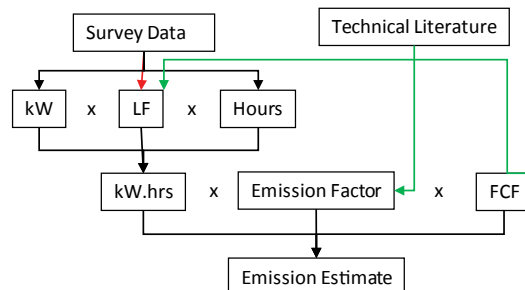 Survey Data
Technical Literature
kW x LF x Hours
kW.hrs x Emission Factor x FCF
Emission Estimate